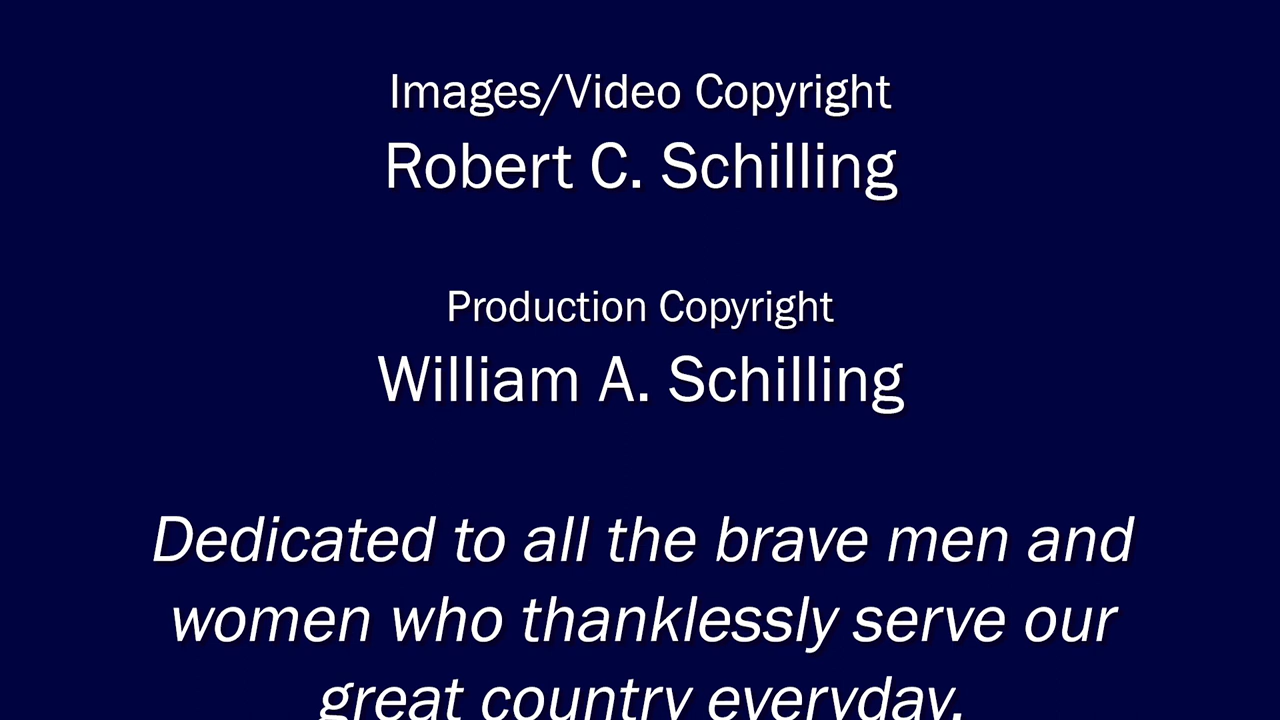 Images/Video Copyright
Robert C. Schilling
Production Copyright
William A. Schilling
Dedicated to all the brave men and
women who thanklessly serve our
great country everyday.